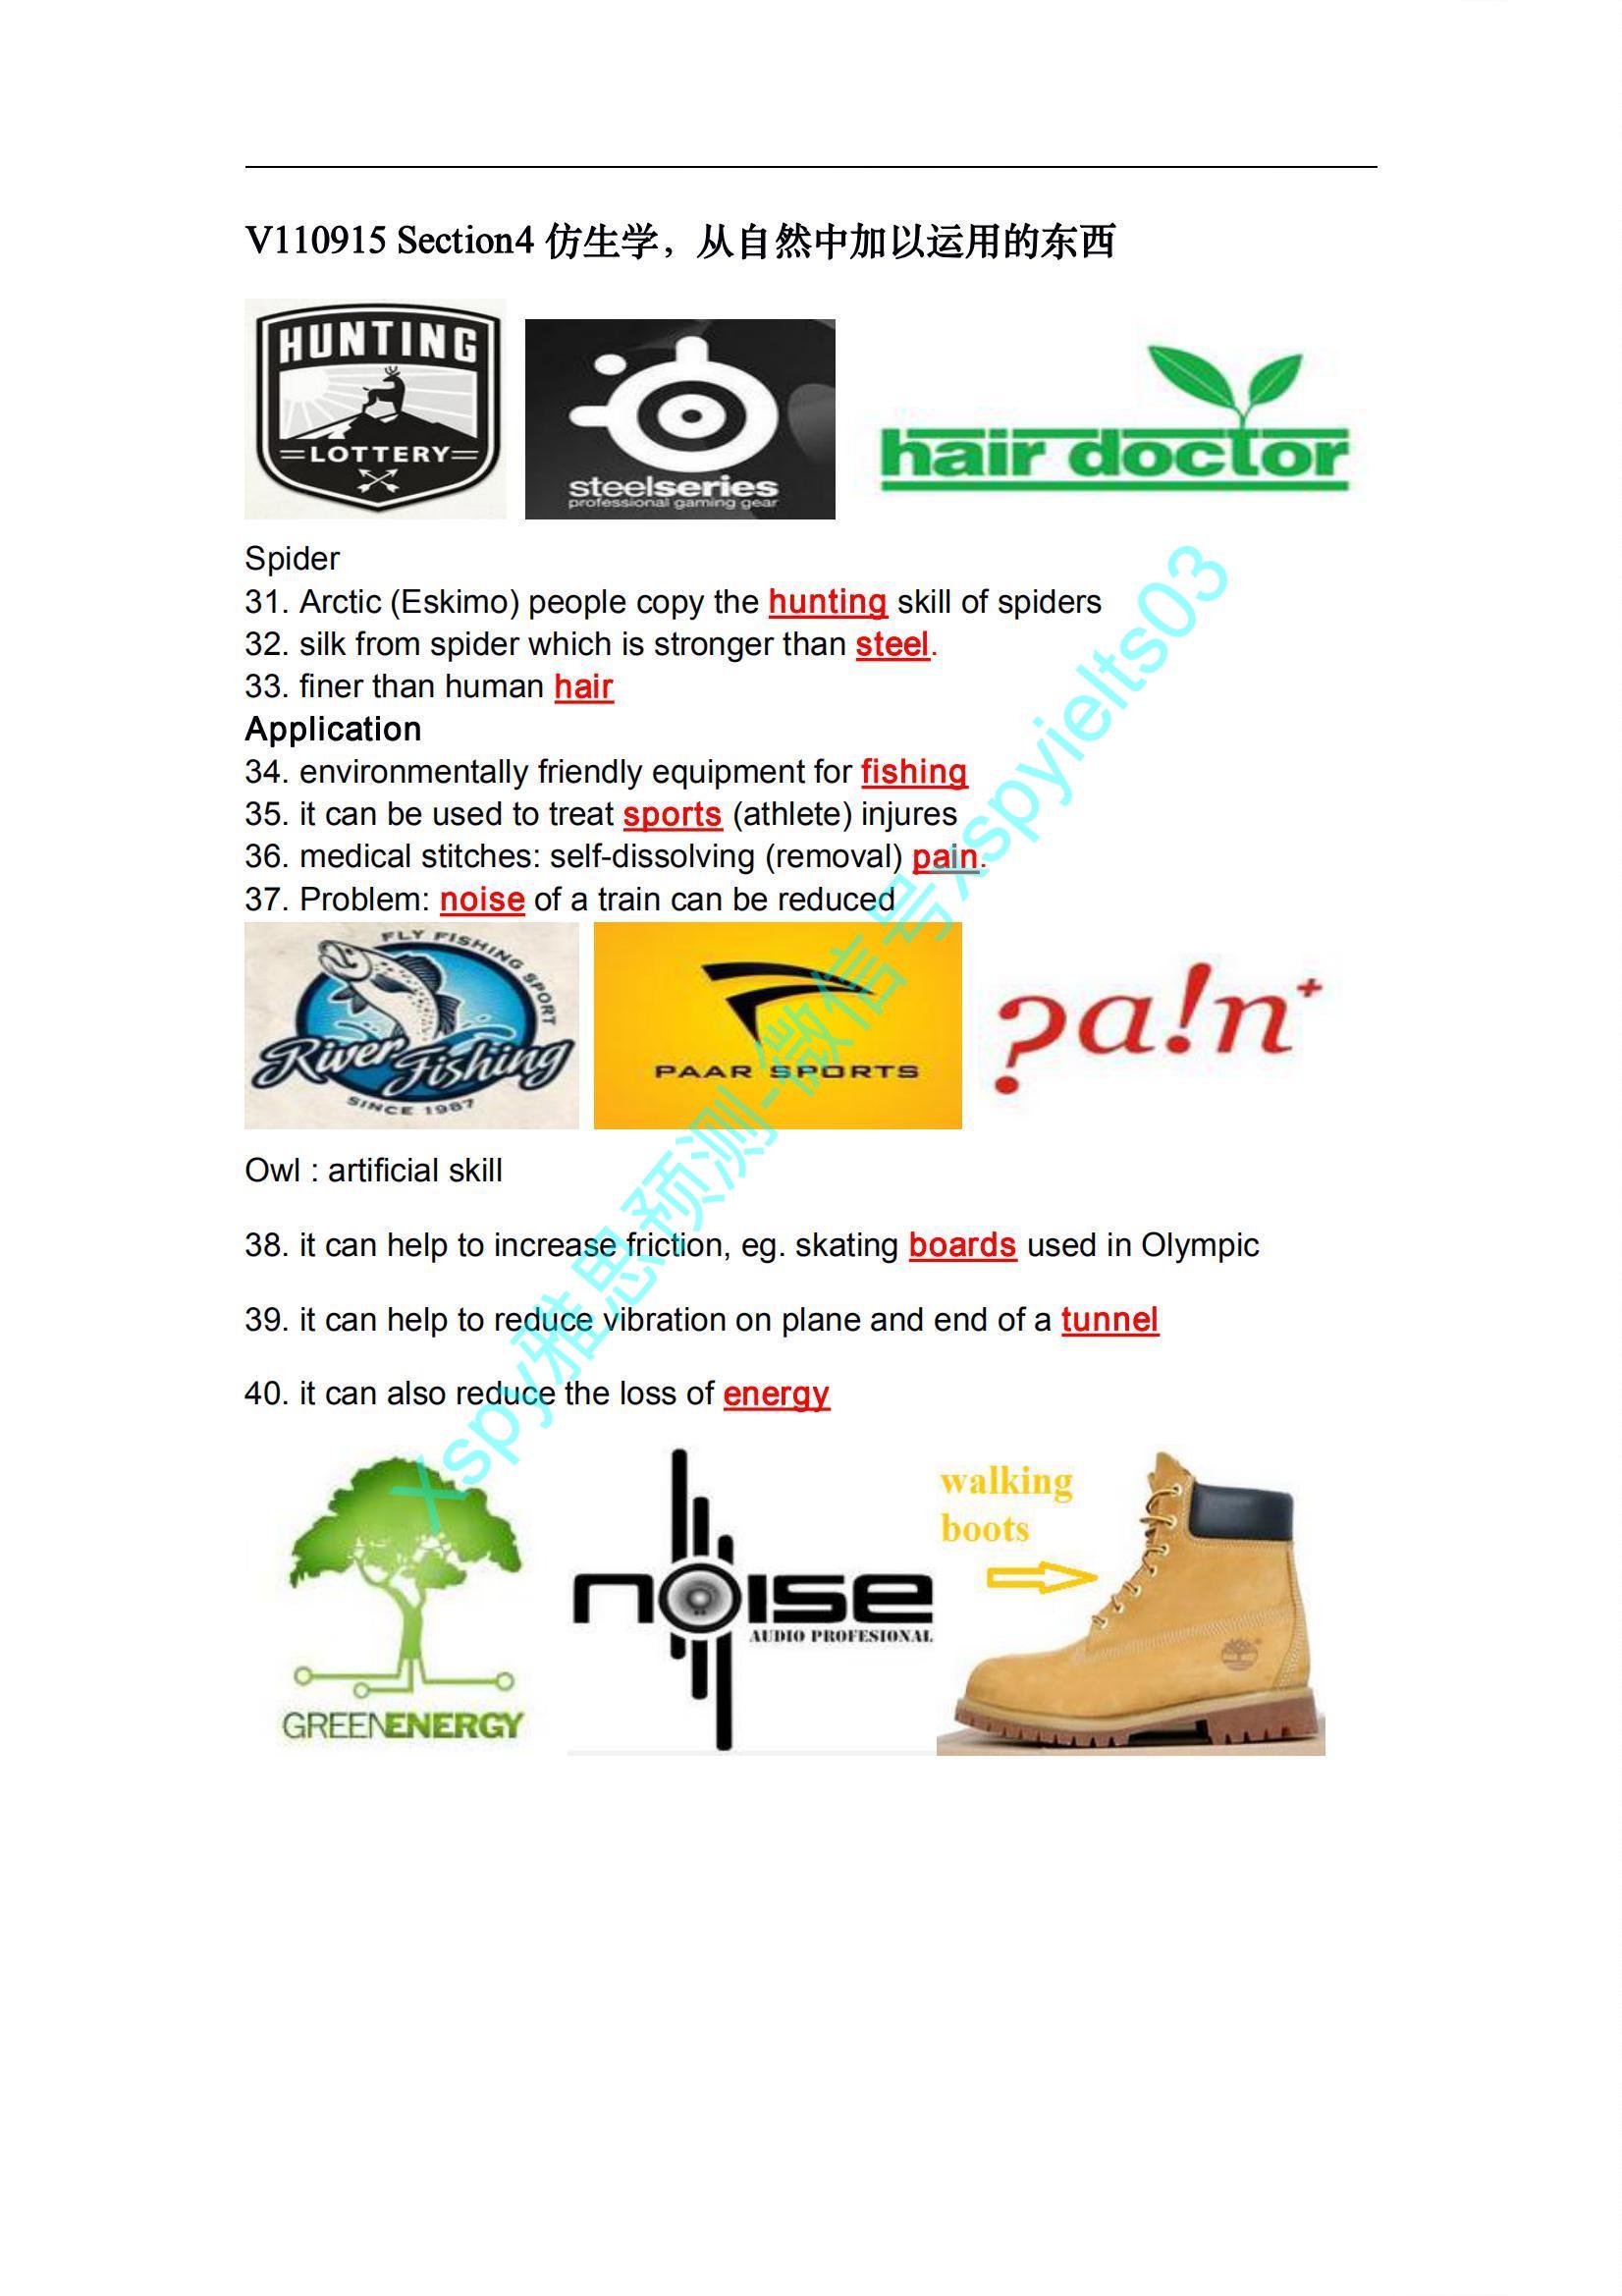 V110915 Section4 仿生学，从自然中加以运用的东西
HUNTING
LOTTERY
steelseries
professional gaming gear
hair doctor
Spider
31. Arctic (Eskimo) people copy the hunting skill of spiders
32. silk from spider which is stronger than steel.
33. finer than human hair
Application
34. environmentally friendly equipment for fishing
35. it can be used to treat sports (athlete) injures
36. medical stitches: self-dissolving (removal) pain.
37. Problem: noise of a train can be reduced
FLY FISHING SPORT
River Fishing
SINCE 1987
PAAR SPORTS
?a!n+
Owl : artificial skill
38. it can help to increase friction, eg. skating boards used in Olympic
39. it can help to reduce vibration on plane and end of a tunnel
40. it can also reduce the loss of energy
GREENENERGY
noise
AUDIO PROFESIONAL
walking
boots
Xspy雅思预测-微信号xspyielts03